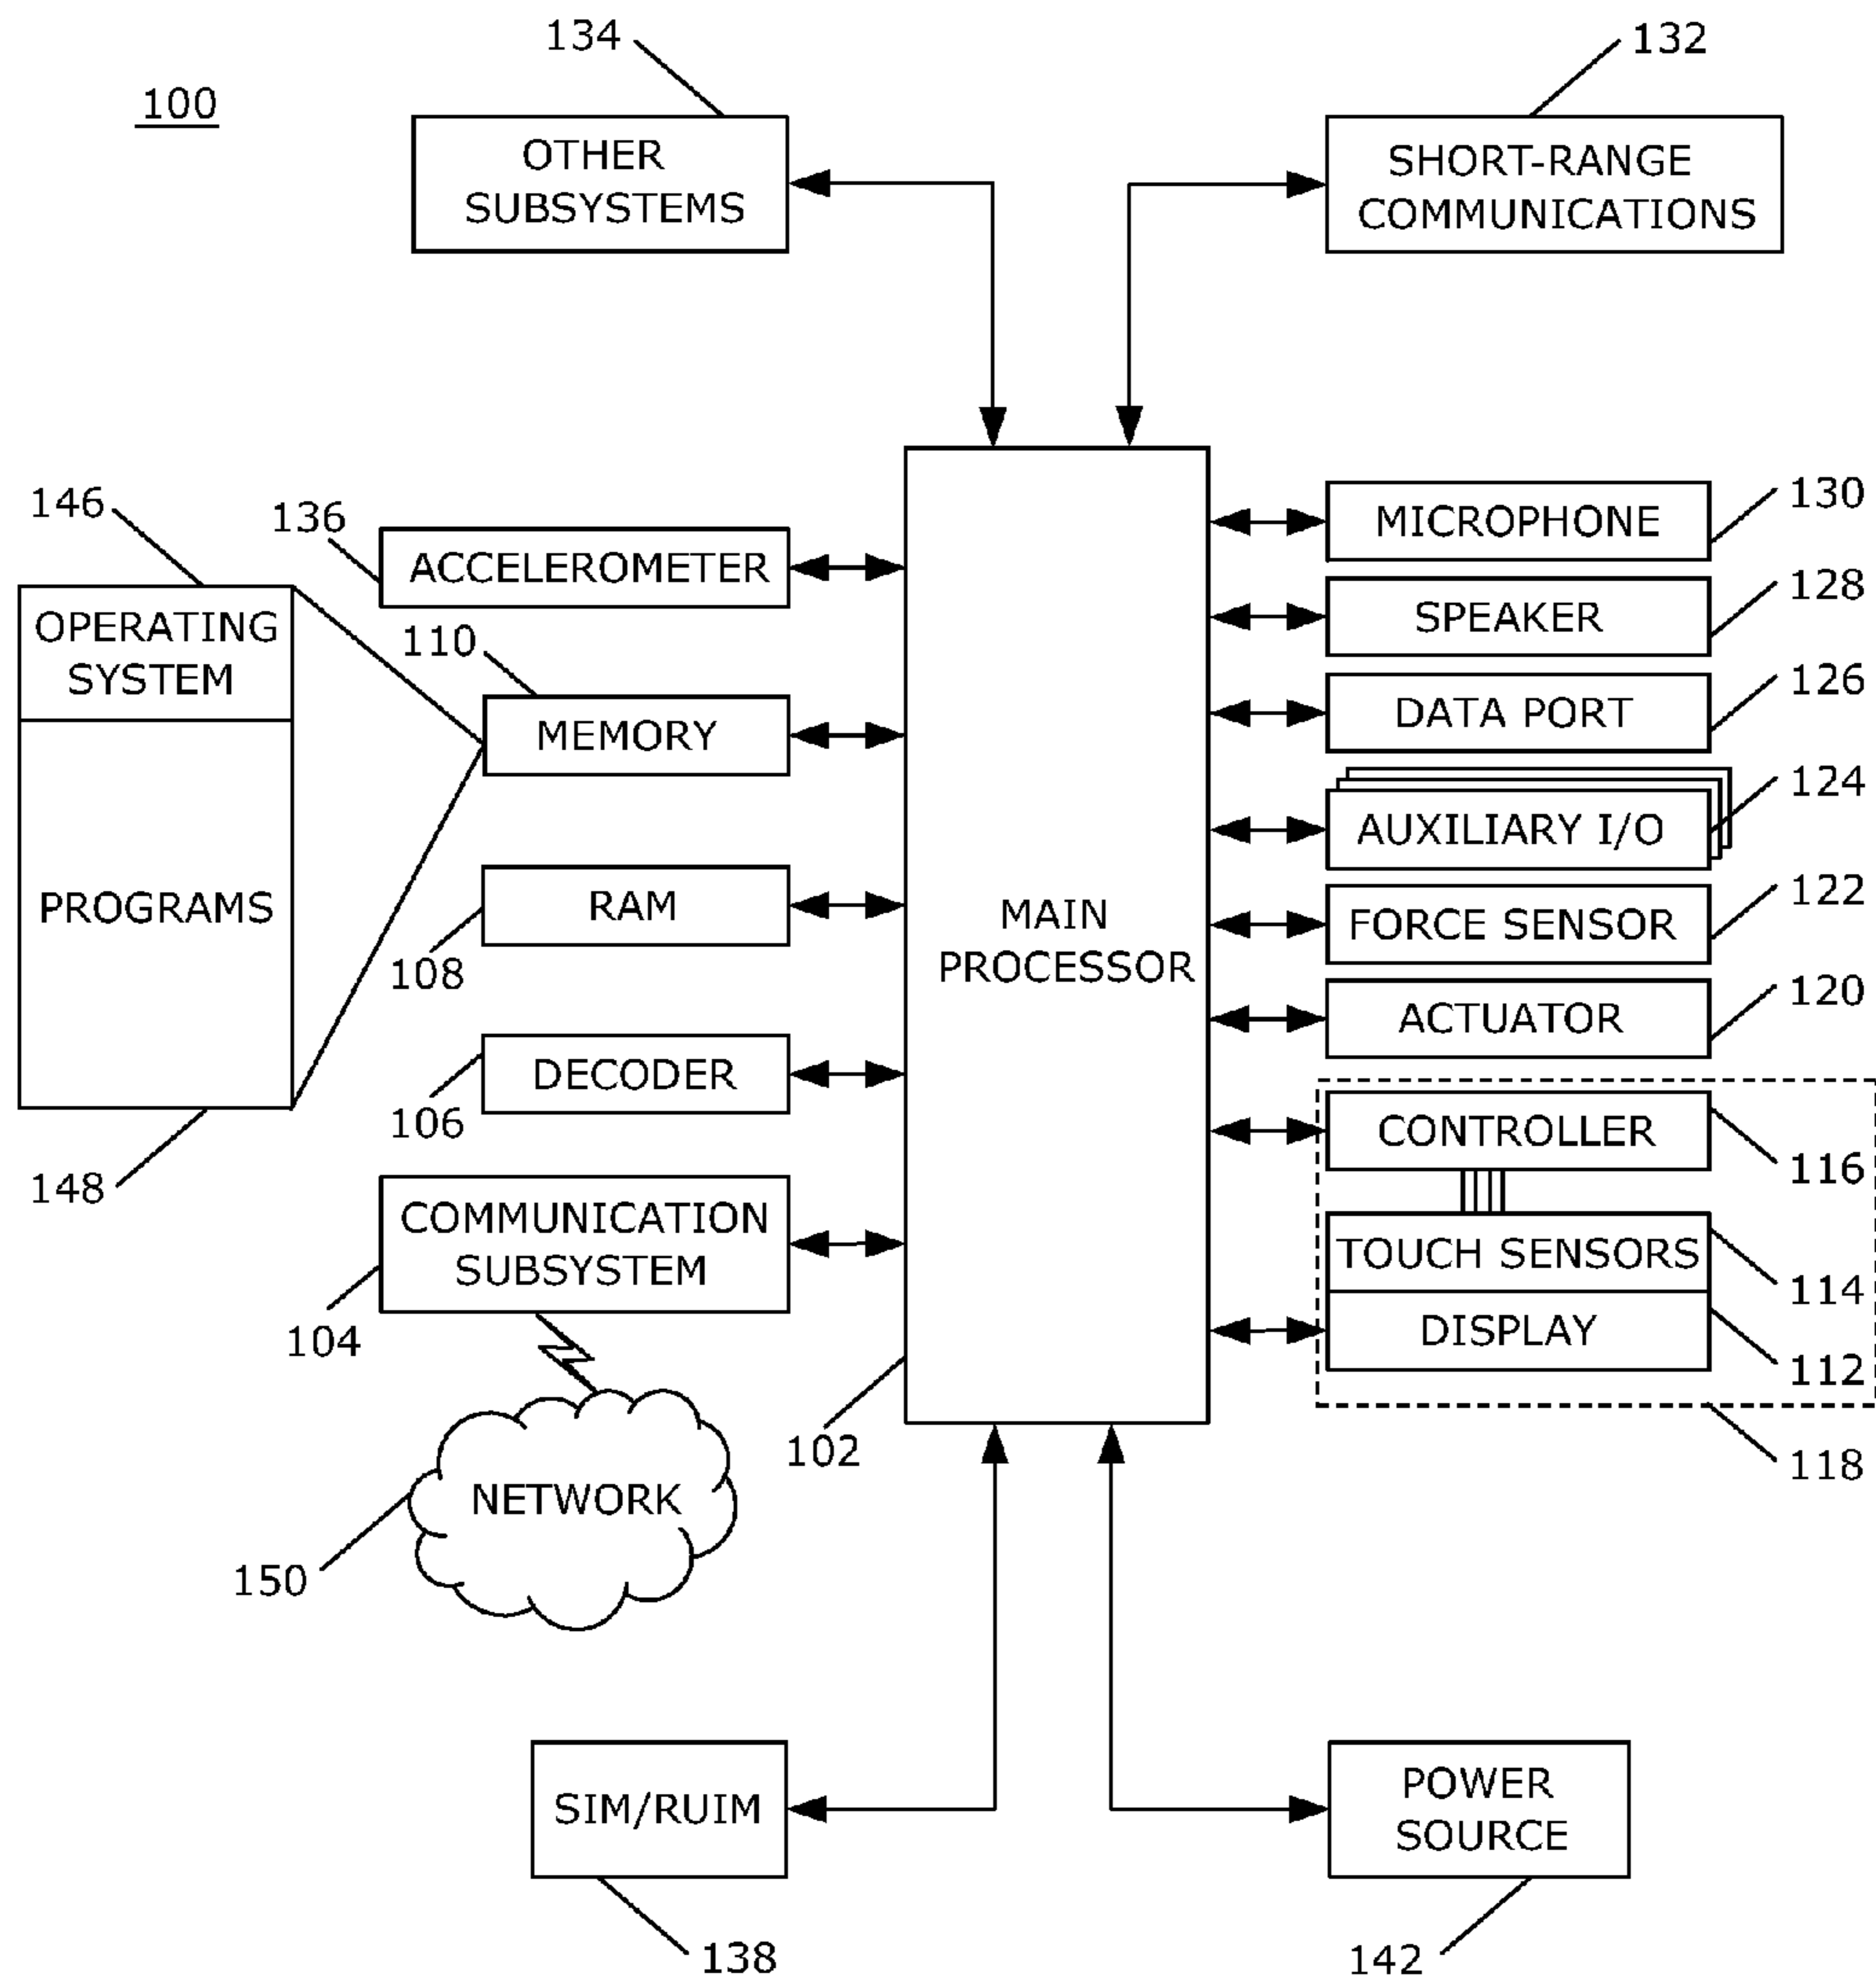 134
132
100
OTHER
SUBSYSTEMS
SHORT-RANGE
COMMUNICATIONS
146
136
ACCELEROMETER
MICROPHONE
130
OPERATING
SYSTEM
110
SPEAKER
128
MEMORY
DATA PORT
126
AUXILIARY I/O
124
PROGRAMS
RAM
108
MAIN
PROCESSOR
FORCE SENSOR
122
ACTUATOR
120
DECODER
106
CONTROLLER
116
148
COMMUNICATION
SUBSYSTEM
104
TOUCH SENSORS
114
DISPLAY
112
102
118
NETWORK
150
SIM/RUIM
POWER
SOURCE
138
142